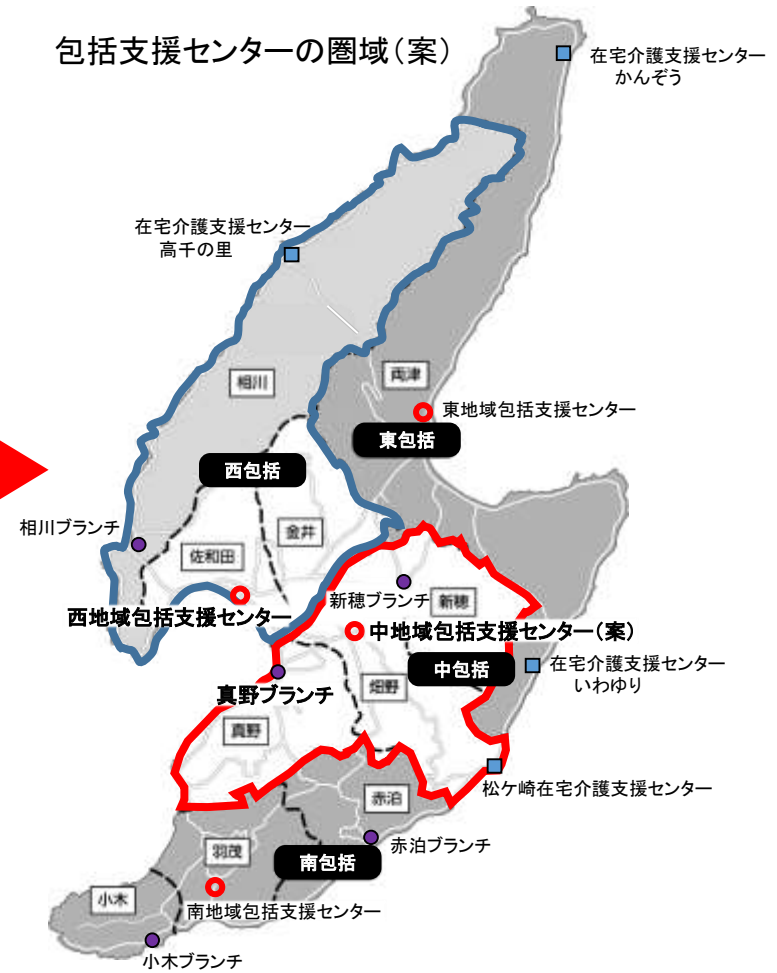 包括支援センターの圏域（案）
在宅介護支援センター
かんぞう
在宅介護支援センター
高千の里
相川
両津
東地域包括支援センター
東包括
西包括
相川ブランチ
金井
佐和田
西地域包括支援センター
新穂ブランチ
新穂
中地域包括支援センター（案）
中包括
在宅介護支援センター
いわゆり
真野ブランチ
畑野
真野
松ケ崎在宅介護支援センター
赤泊
赤泊ブランチ
羽茂
南包括
小木
南地域包括支援センター
小木ブランチ